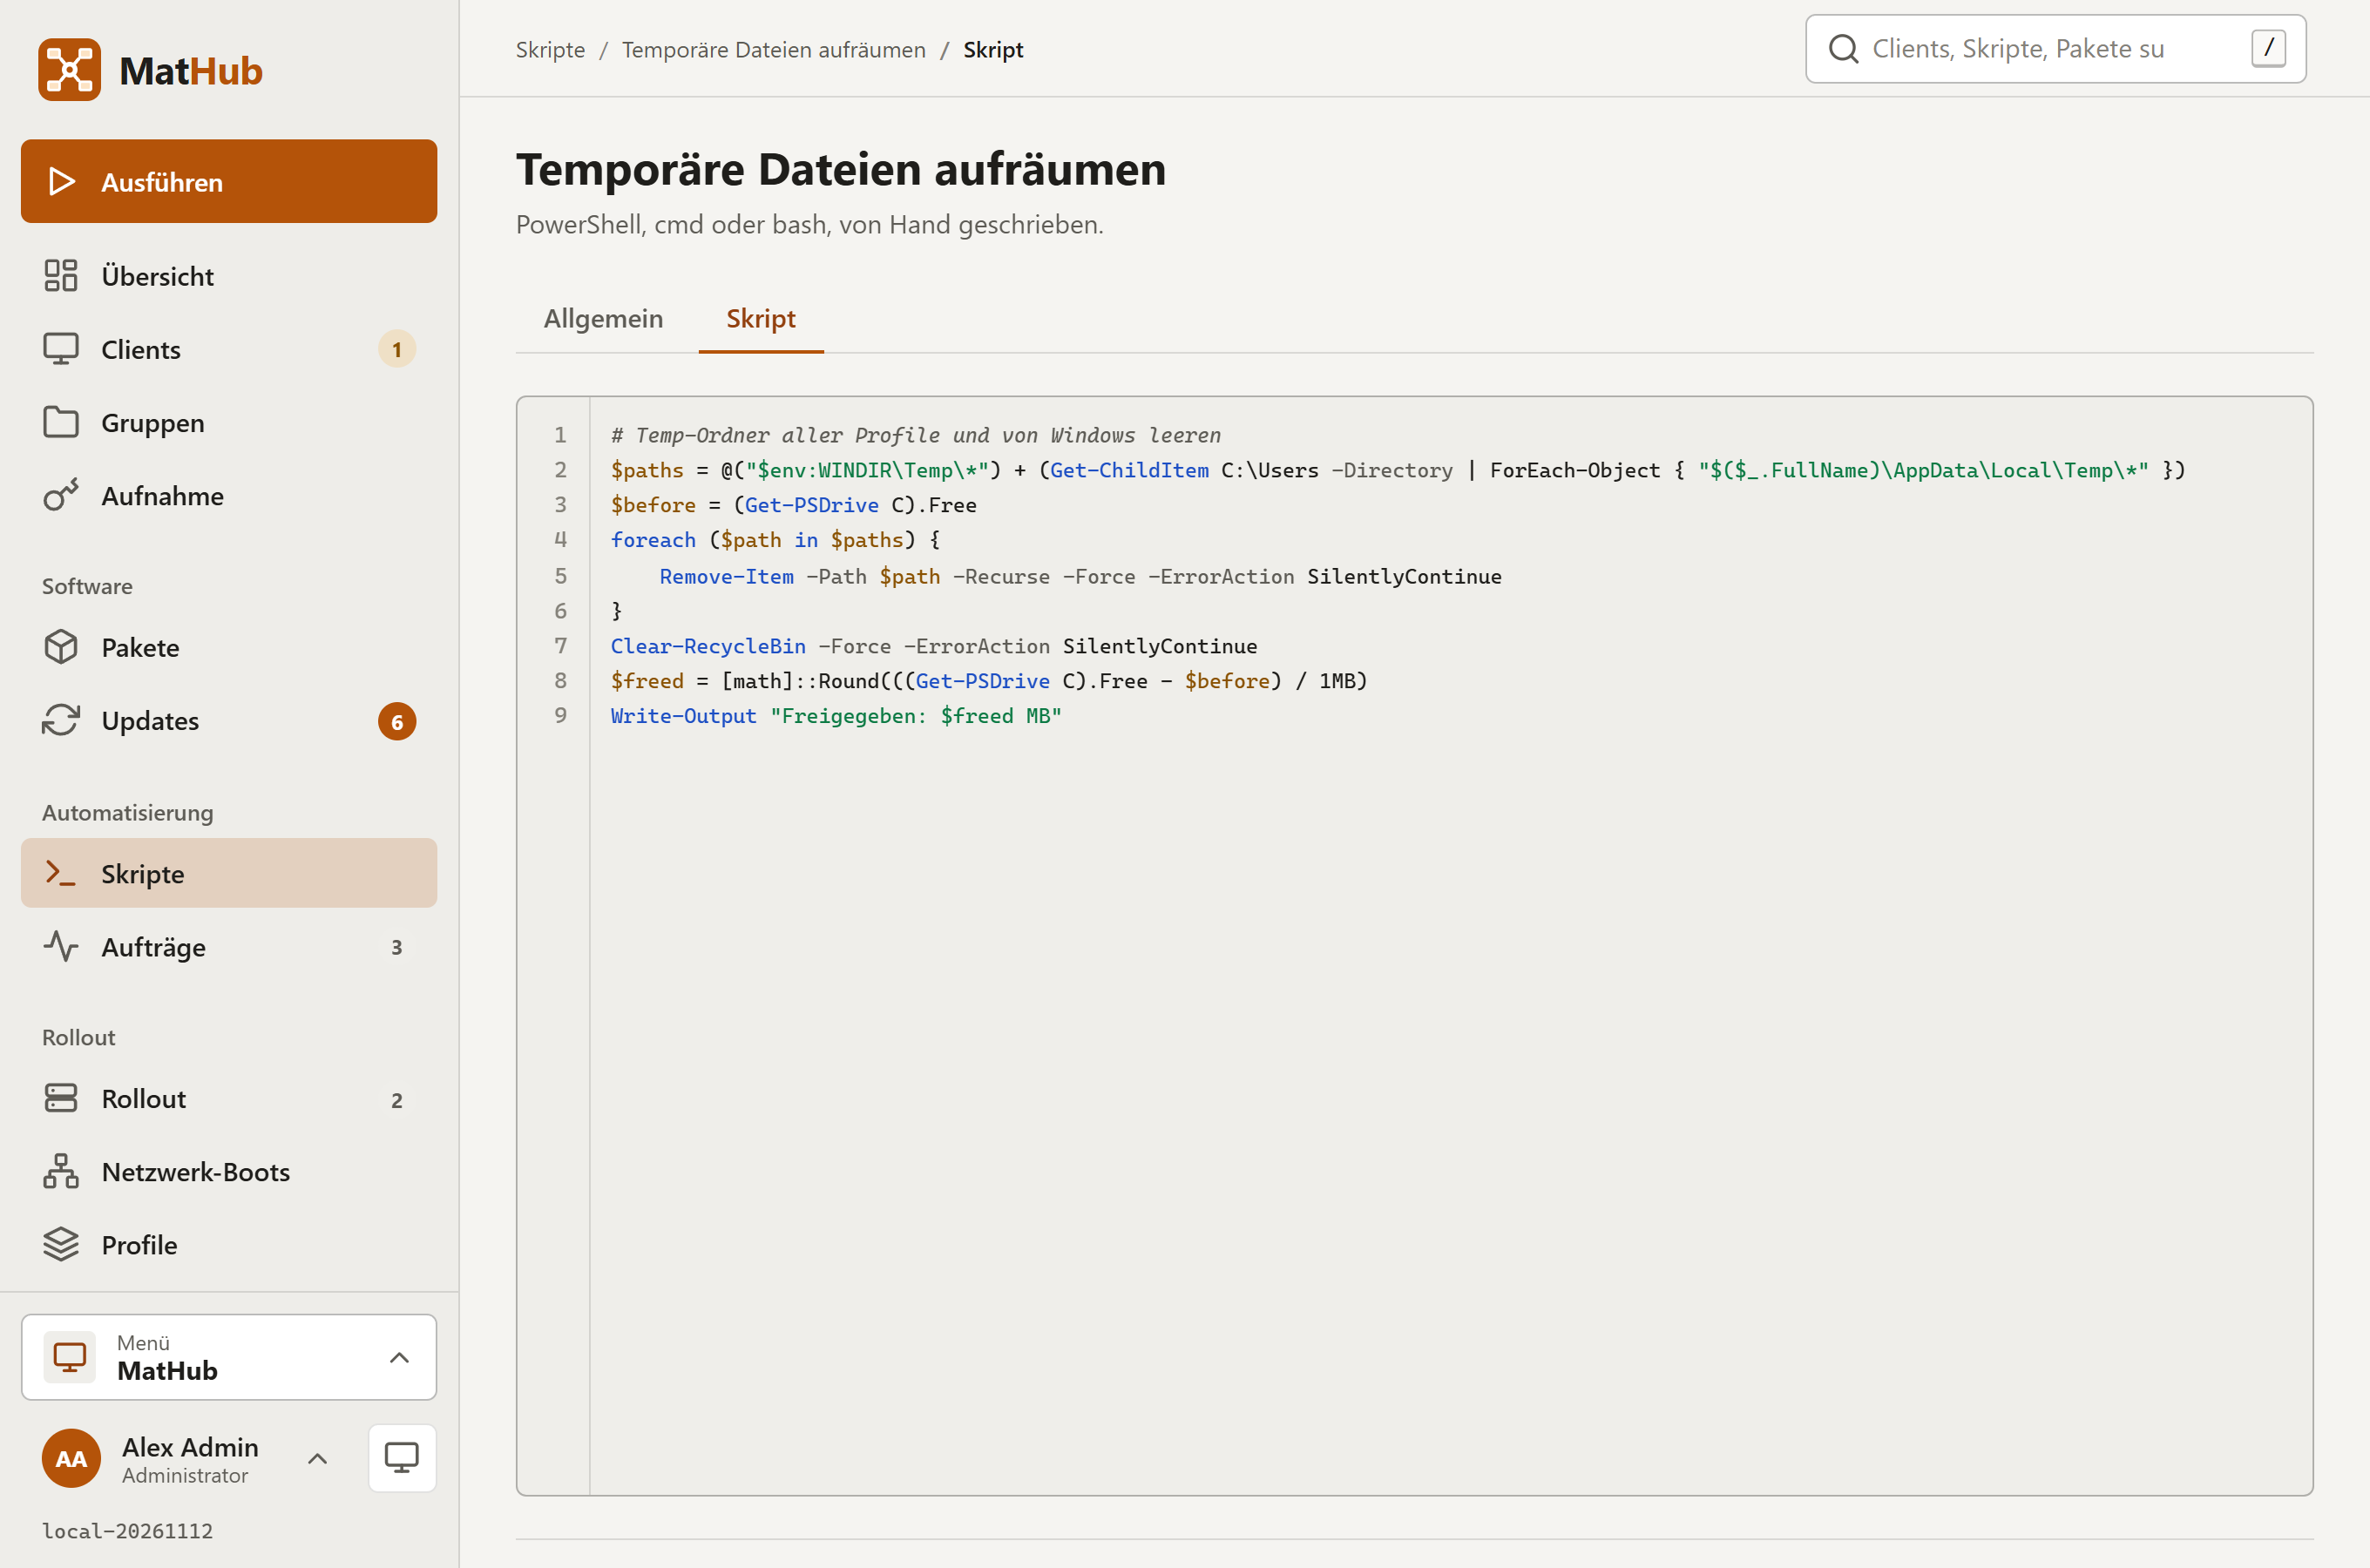 MatHub
Ausführen
Übersicht
Clients 1
Gruppen
Aufnahme
Software
Pakete
Updates 6
Automatisierung
Skripte
Aufträge 3
Rollout
Rollout 2
Netzwerk-Boots
Profile
Menü
MatHub
AA Alex Admin
Administrator
local-20261112
Skripte / Temporäre Dateien aufräumen / Skript
Clients, Skripte, Pakete su /
Temporäre Dateien aufräumen
PowerShell, cmd oder bash, von Hand geschrieben.
Allgemein Skript
1 # Temp-Ordner aller Profile und von Windows leeren
2 $paths = @("$env:WINDIR\Temp\*") + (Get-ChildItem C:\Users -Directory | ForEach-Object { "$($_.FullName)\AppData\Local\Temp\*" })
3 $before = (Get-PSDrive C).Free
4 foreach ($path in $paths) {
5     Remove-Item -Path $path -Recurse -Force -ErrorAction SilentlyContinue
6 }
7 Clear-RecycleBin -Force -ErrorAction SilentlyContinue
8 $freed = [math]::Round(((Get-PSDrive C).Free - $before) / 1MB)
9 Write-Output "Freigegeben: $freed MB"